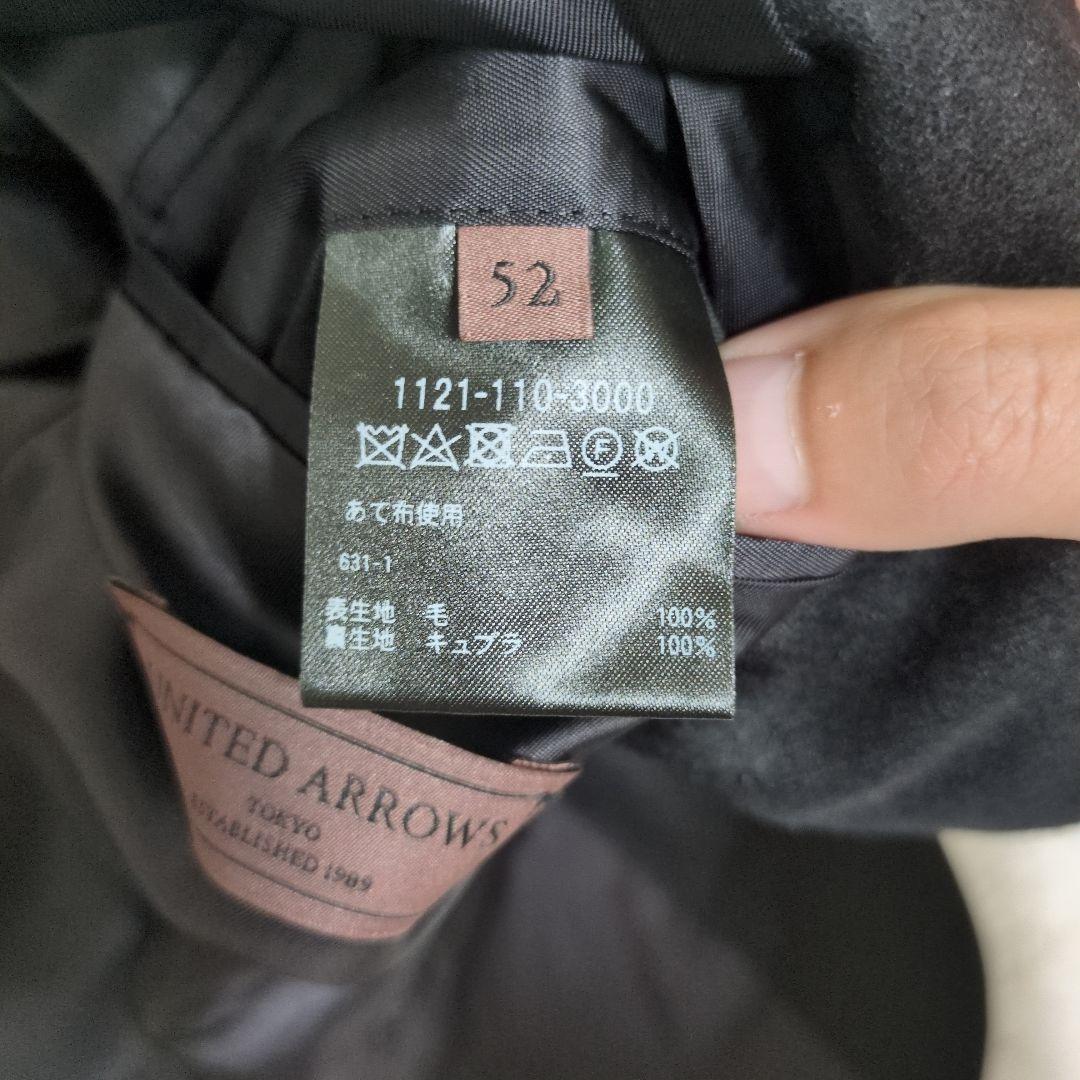 52
1121-110-3000
F
W
あて布使用
631-1
表生地 毛 100%
裏生地 キュプラ 100%
UNITED ARROWS
TOKYO
ESTABLISHED 1989